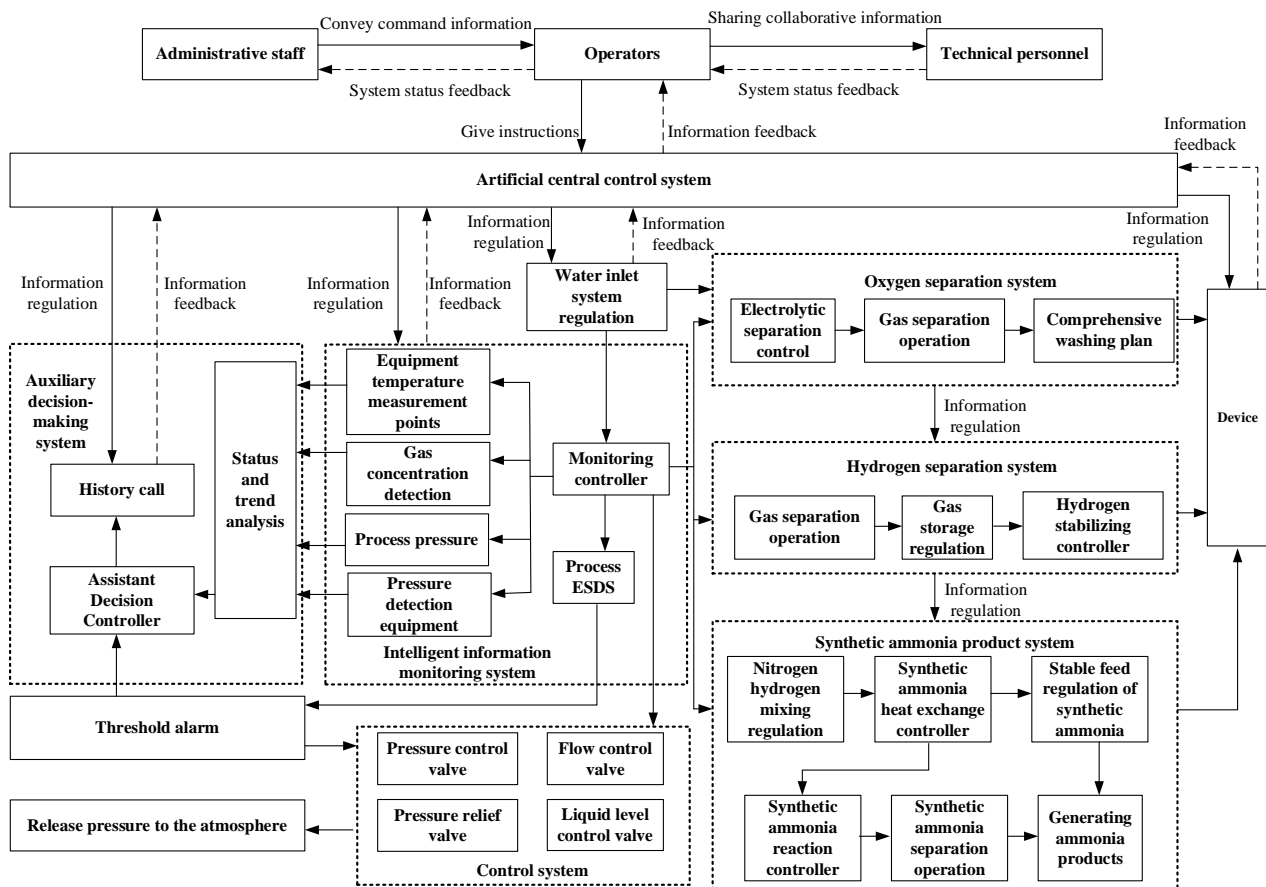 Convey command information
Sharing collaborative information
Administrative staff
Operators
Technical personnel
System status feedback
System status feedback
Give instructions
Information feedback
Information
feedback
Artificial central control system
Information
regulation
Information
feedback
Information
regulation
Information
regulation
Information
feedback
Information
regulation
Information
feedback
Water inlet
system
regulation
Oxygen separation system
Electrolytic
separation
control
Gas separation
operation
Comprehensive
washing plan
Auxiliary
decision-
making
system
Equipment
temperature
measurement
points
Information
regulation
Device
Status
and
trend
analysis
Gas
concentration
detection
Monitoring
controller
Hydrogen separation system
History call
Gas separation
operation
Gas
storage
regulation
Hydrogen
stabilizing
controller
Process pressure
Process
ESDS
Assistant
Decision
Controller
Pressure
detection
equipment
Information
regulation
Intelligent information
monitoring system
Synthetic ammonia product system
Nitrogen
hydrogen
mixing
regulation
Synthetic
ammonia
heat exchange
controller
Stable feed
regulation of
synthetic
ammonia
Threshold alarm
Pressure control
valve
Flow control
valve
Release pressure to the atmosphere
Pressure relief
valve
Liquid level
control valve
Control system
Synthetic
ammonia
reaction
controller
Synthetic
ammonia
separation
operation
Generating
ammonia
products